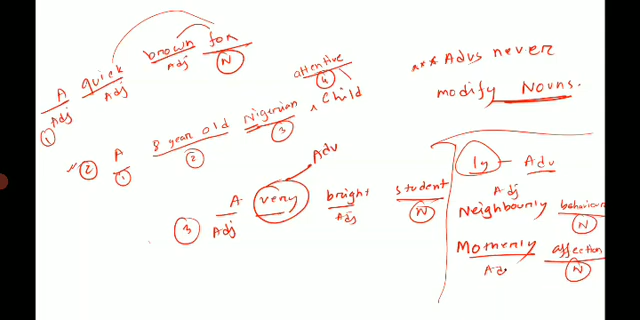 A quick brown fox
Adj Adj Adj N
1
attentive
4
2 A 8 year old Nigerian ^ Child
1 2 3
Adv
3 A very bright student
Adj Adj N
*** Advs never
modify Nouns.
ly - Adv
Adj
Neighbourly behaviour
N
Motherly affection
Adj N